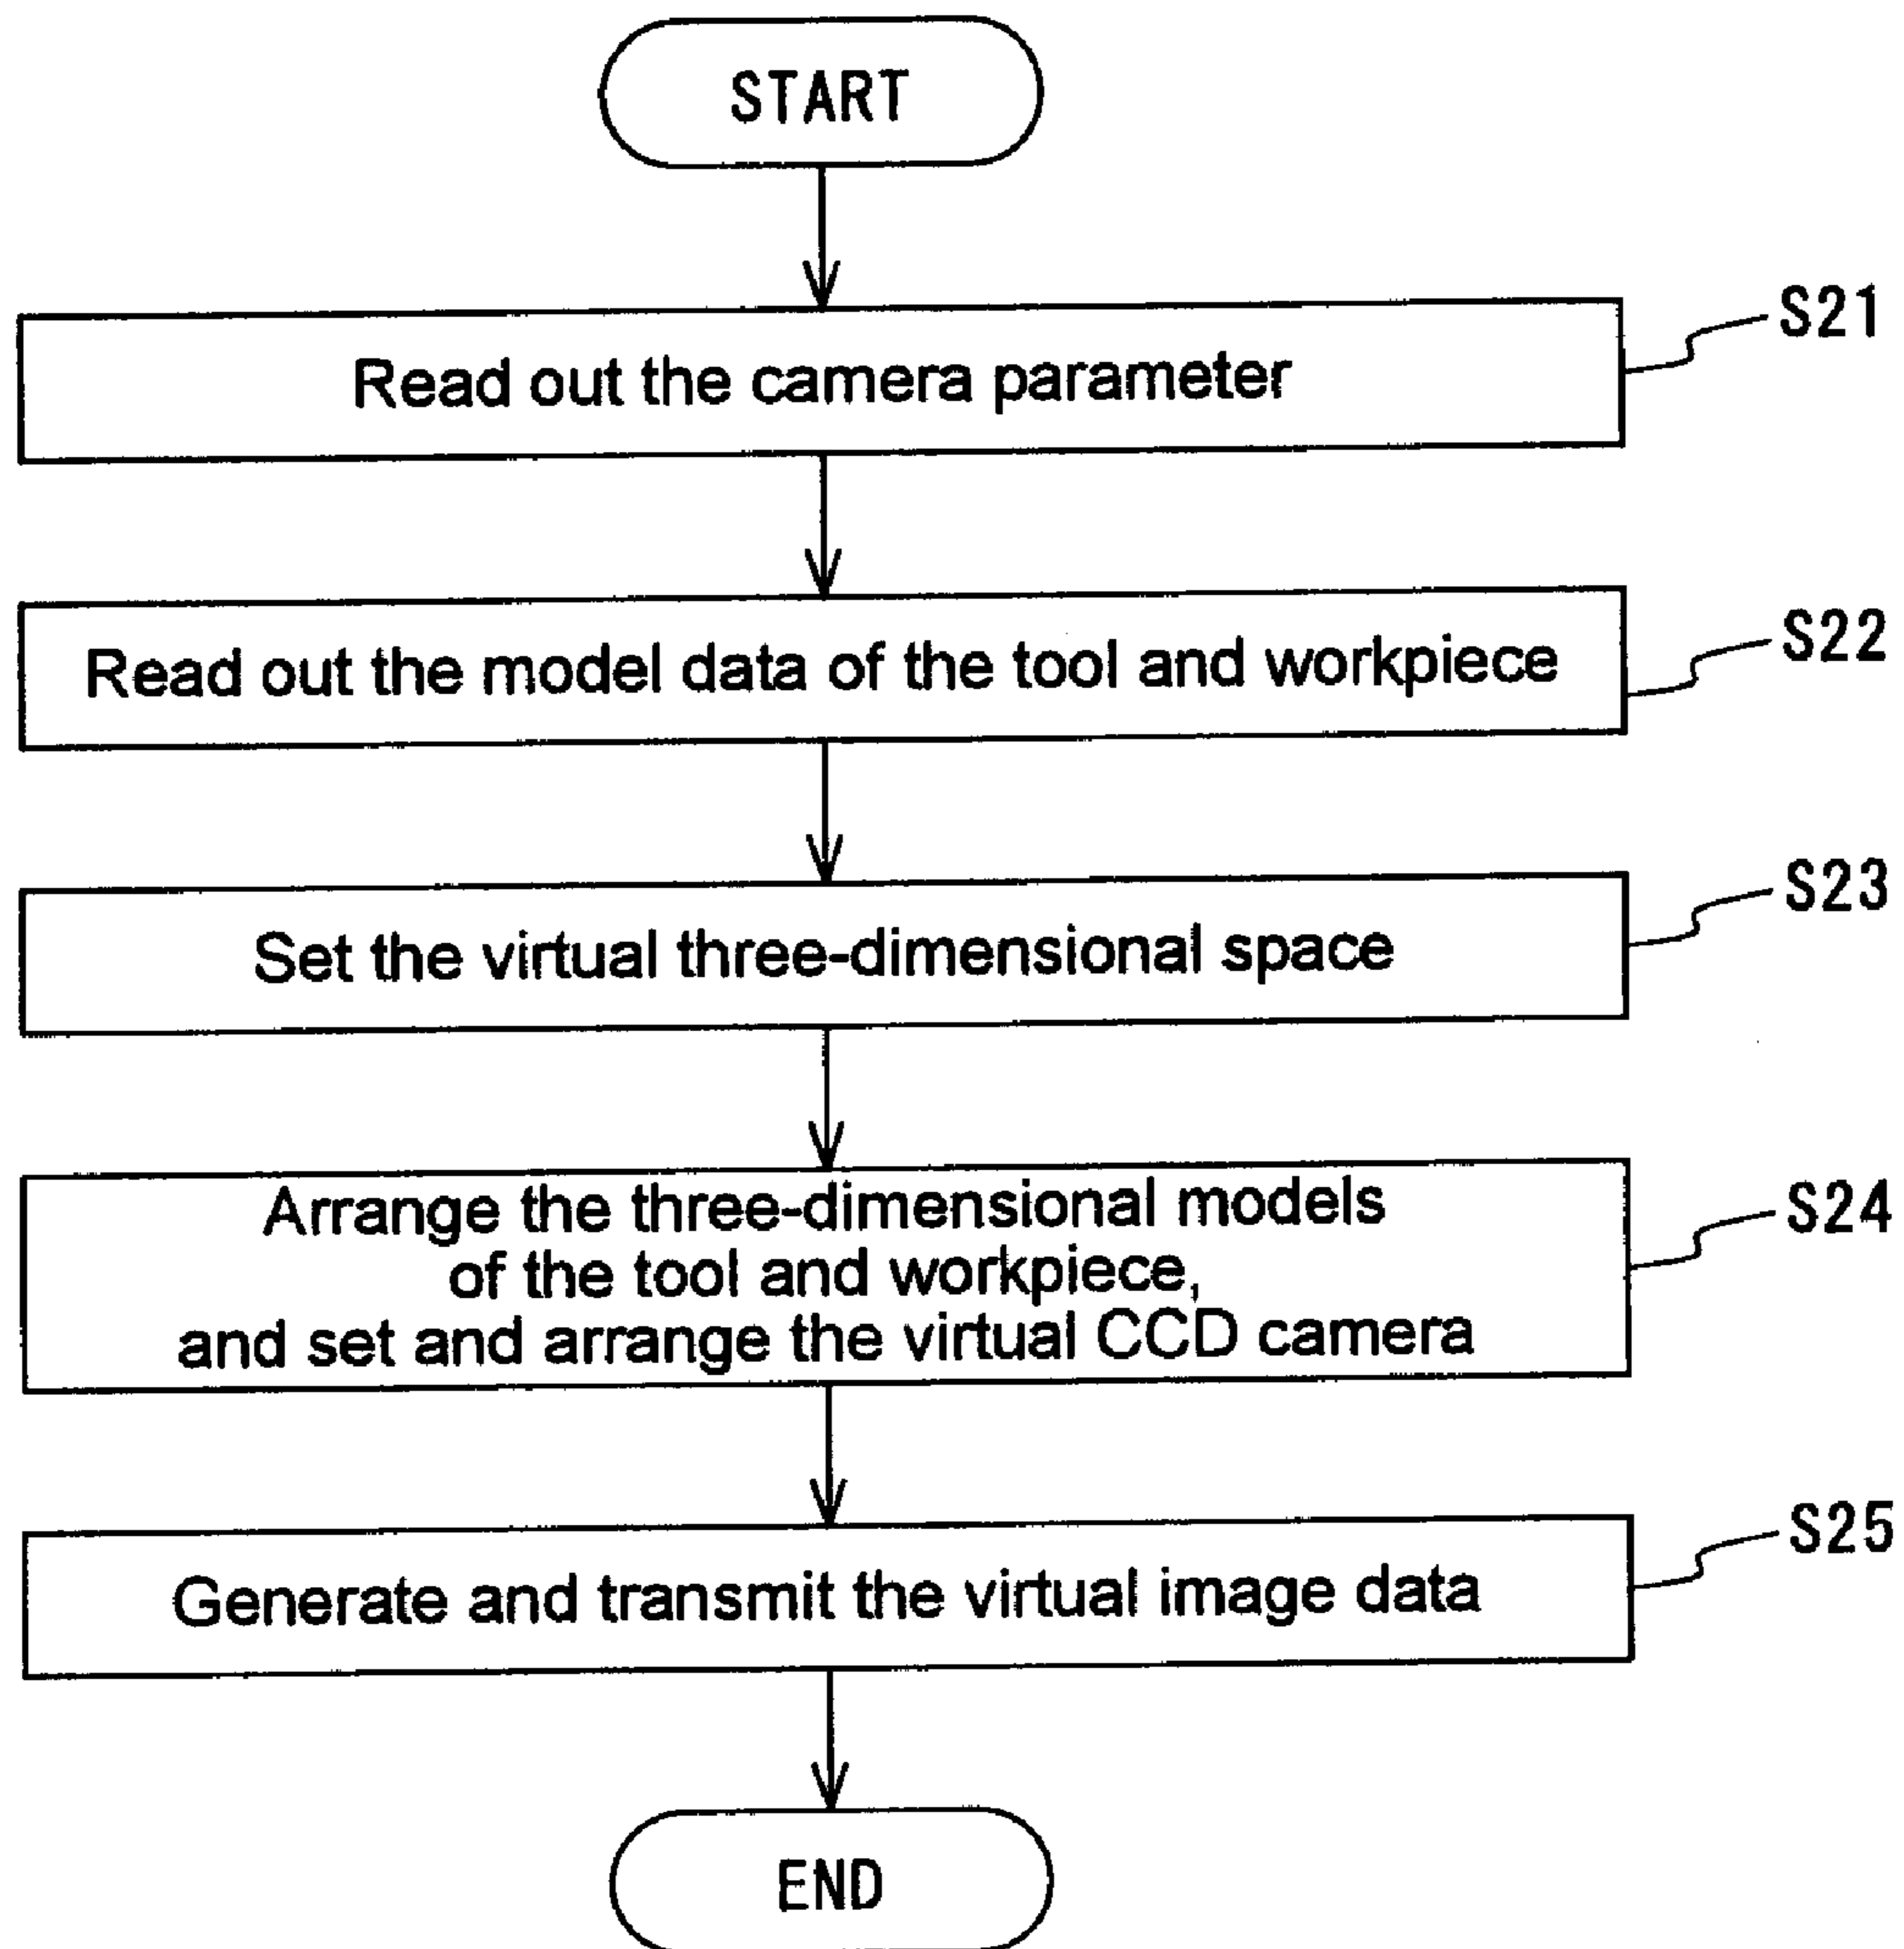 START
S21
Read out the camera parameter
S22
Read out the model data of the tool and workpiece
S23
Set the virtual three-dimensional space
S24
Arrange the three-dimensional models
of the tool and workpiece,
and set and arrange the virtual CCD camera
S25
Generate and transmit the virtual image data
END